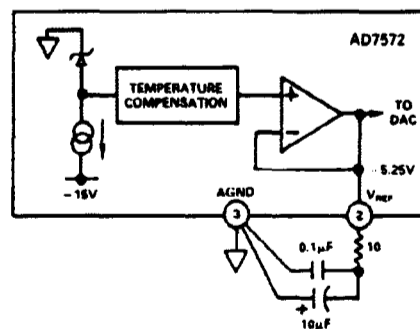 AD7572
TEMPERATURE
COMPENSATION
+
−
TO
DAC
-5.25V
-15V
AGND
VREF
3
2
0.1µF
10
+
10µF